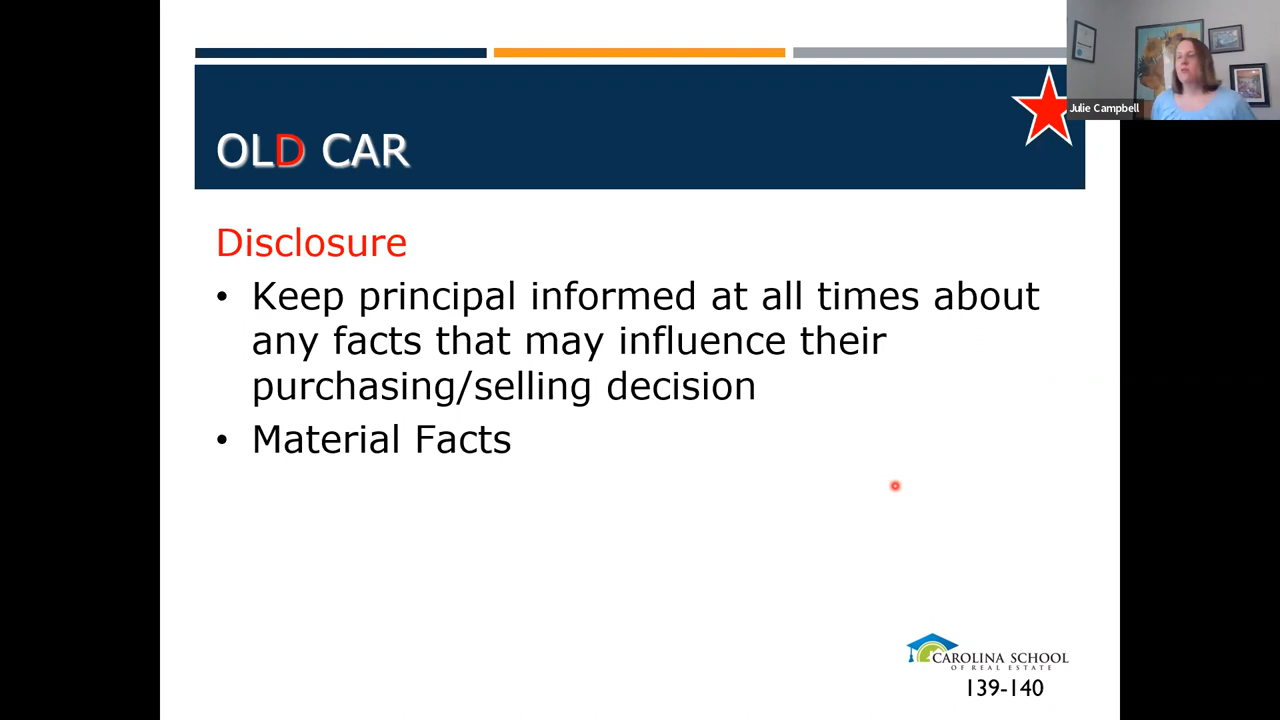 Julie Campbell
OLD CAR
Disclosure
• Keep principal informed at all times about
any facts that may influence their
purchasing/selling decision
• Material Facts
CAROLINA SCHOOL
OF REAL ESTATE
139-140